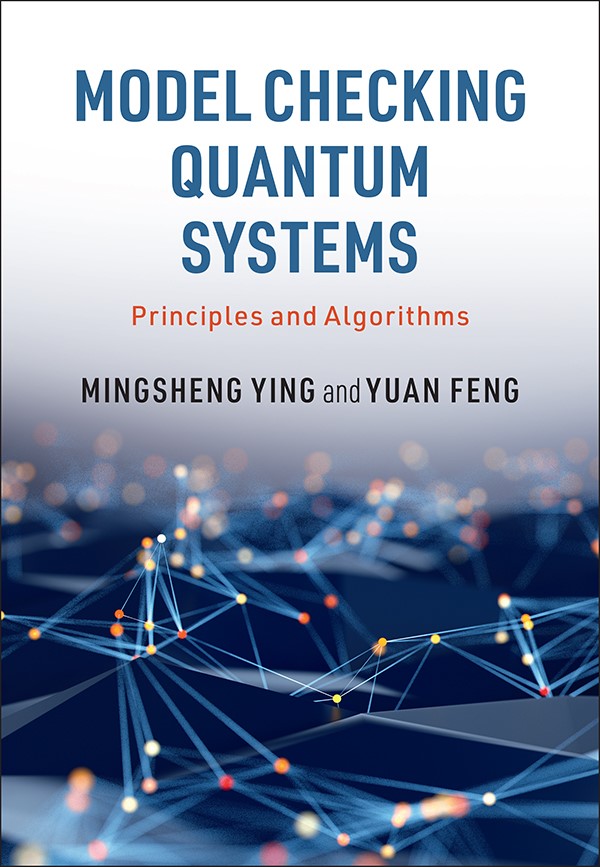 MODEL CHECKING
QUANTUM
SYSTEMS
Principles and Algorithms
MINGSHENG YING and YUAN FENG